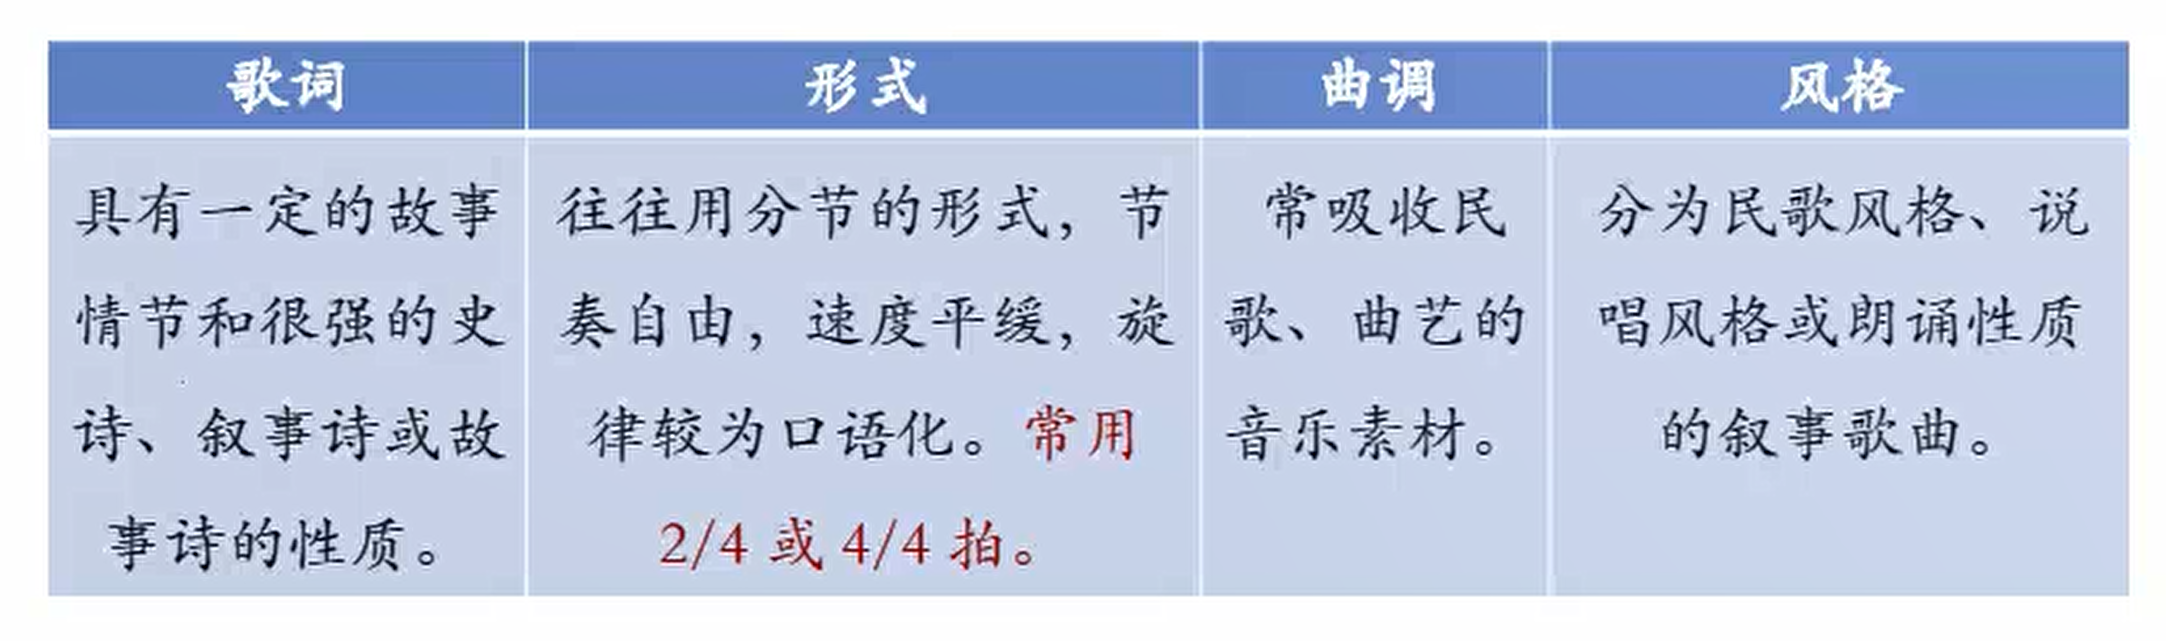 歌词
形式
曲调
风格
具有一定的故事
情节和很强的史
诗、叙事诗或故
事诗的性质。
往往用分节的形式，节
奏自由，速度平缓，旋
律较为口语化。常用
2/4 或 4/4 拍。
常吸收民
歌、曲艺的
音乐素材。
分为民歌风格、说
唱风格或朗诵性质
的叙事歌曲。